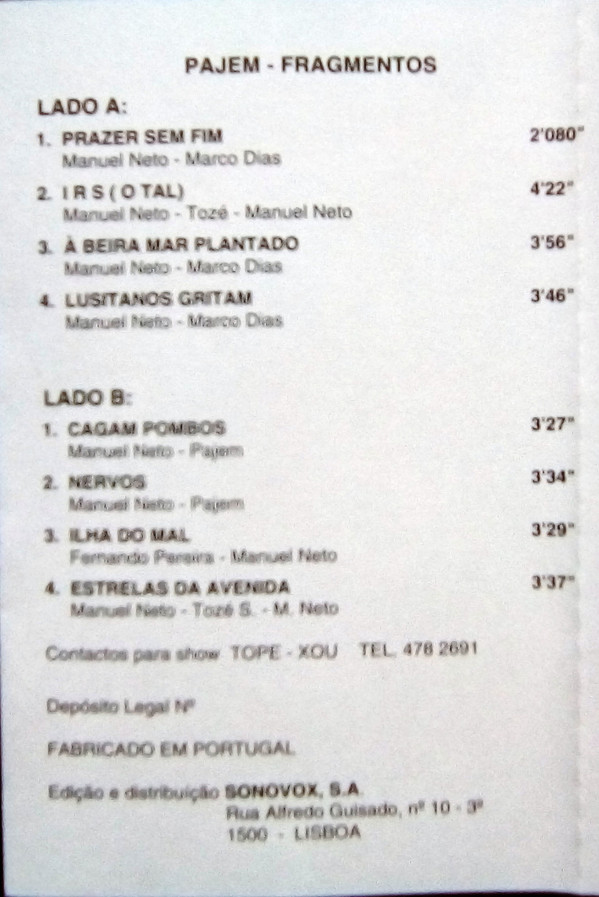 PAJEM - FRAGMENTOS
LADO A:
1. PRAZER SEM FIM 2'080"
Manuel Neto - Marco Dias
2. I R S ( O TAL) 4'22"
Manuel Neto - Tozé - Manuel Neto
3. À BEIRA MAR PLANTADO 3'56"
Manuel Neto - Marco Dias
4. LUSITANOS GRITAM 3'46"
Manuel Neto - Marco Dias
LADO B:
1. CAGAM POMBOS 3'27"
Manuel Neto - Pajem
2. NERVOS 3'34"
Manuel Neto - Pajem
3. ILHA DO MAL 3'29"
Fernando Pereira - Manuel Neto
4. ESTRELAS DA AVENIDA 3'37"
Manuel Neto - Tozé S. - M. Neto
Contactos para show TOPE - XOU TEL. 478 2691
Depósito Legal Nº
FABRICADO EM PORTUGAL
Edição e distribuição SONOVOX, S.A.
Rua Alfredo Guisado, nº 10 - 3º
1500 - LISBOA